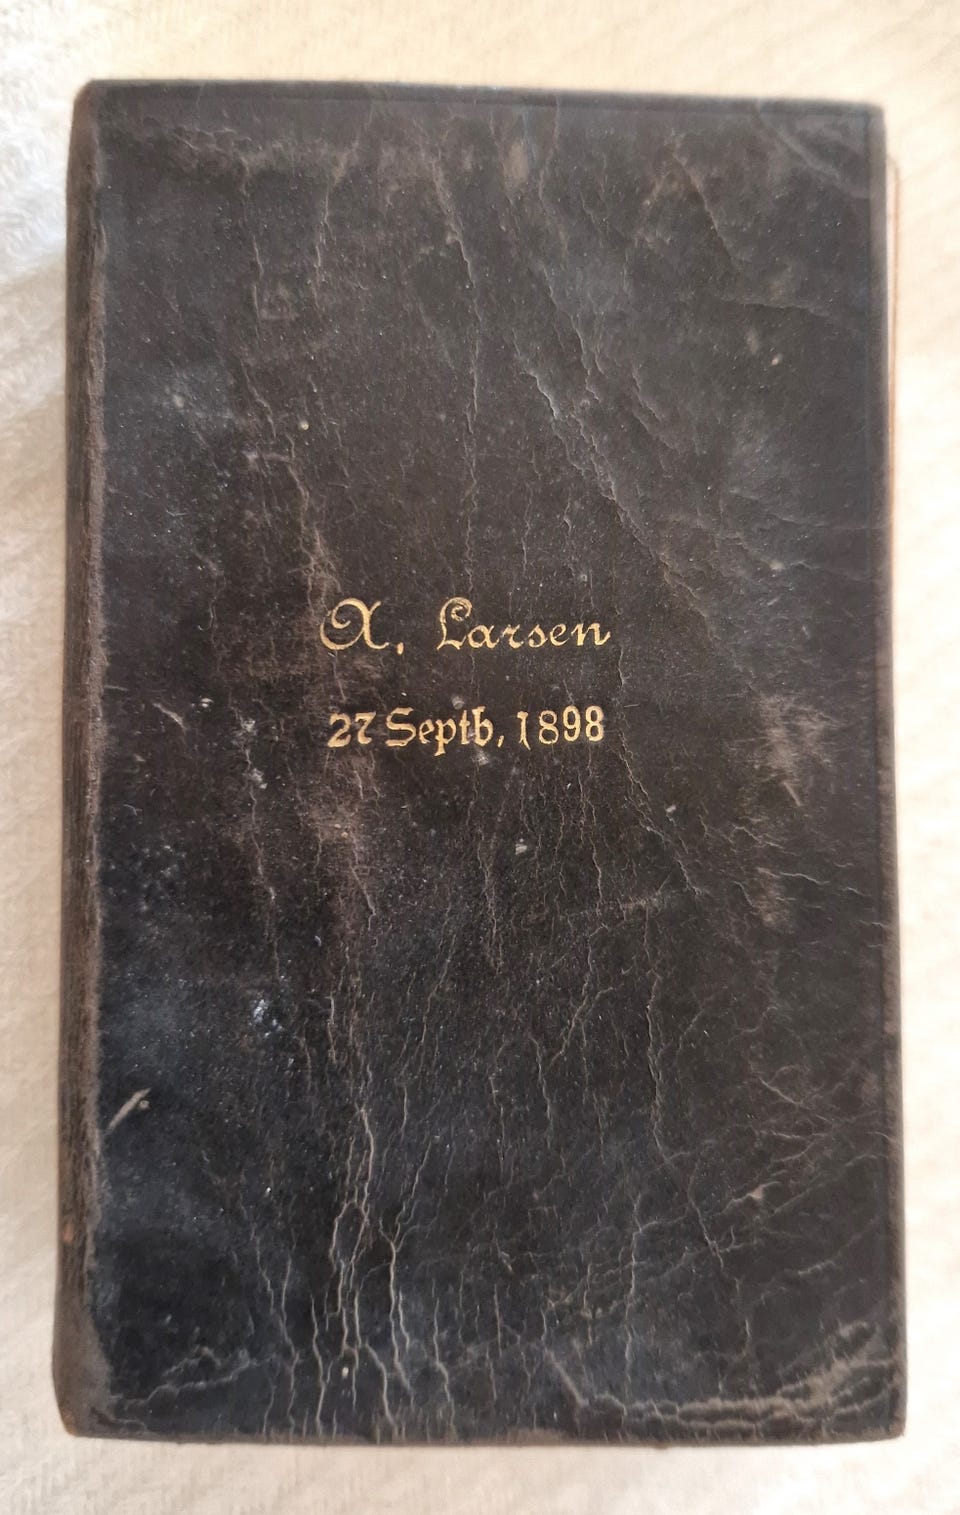 A. Larsen
27 Septb. 1898